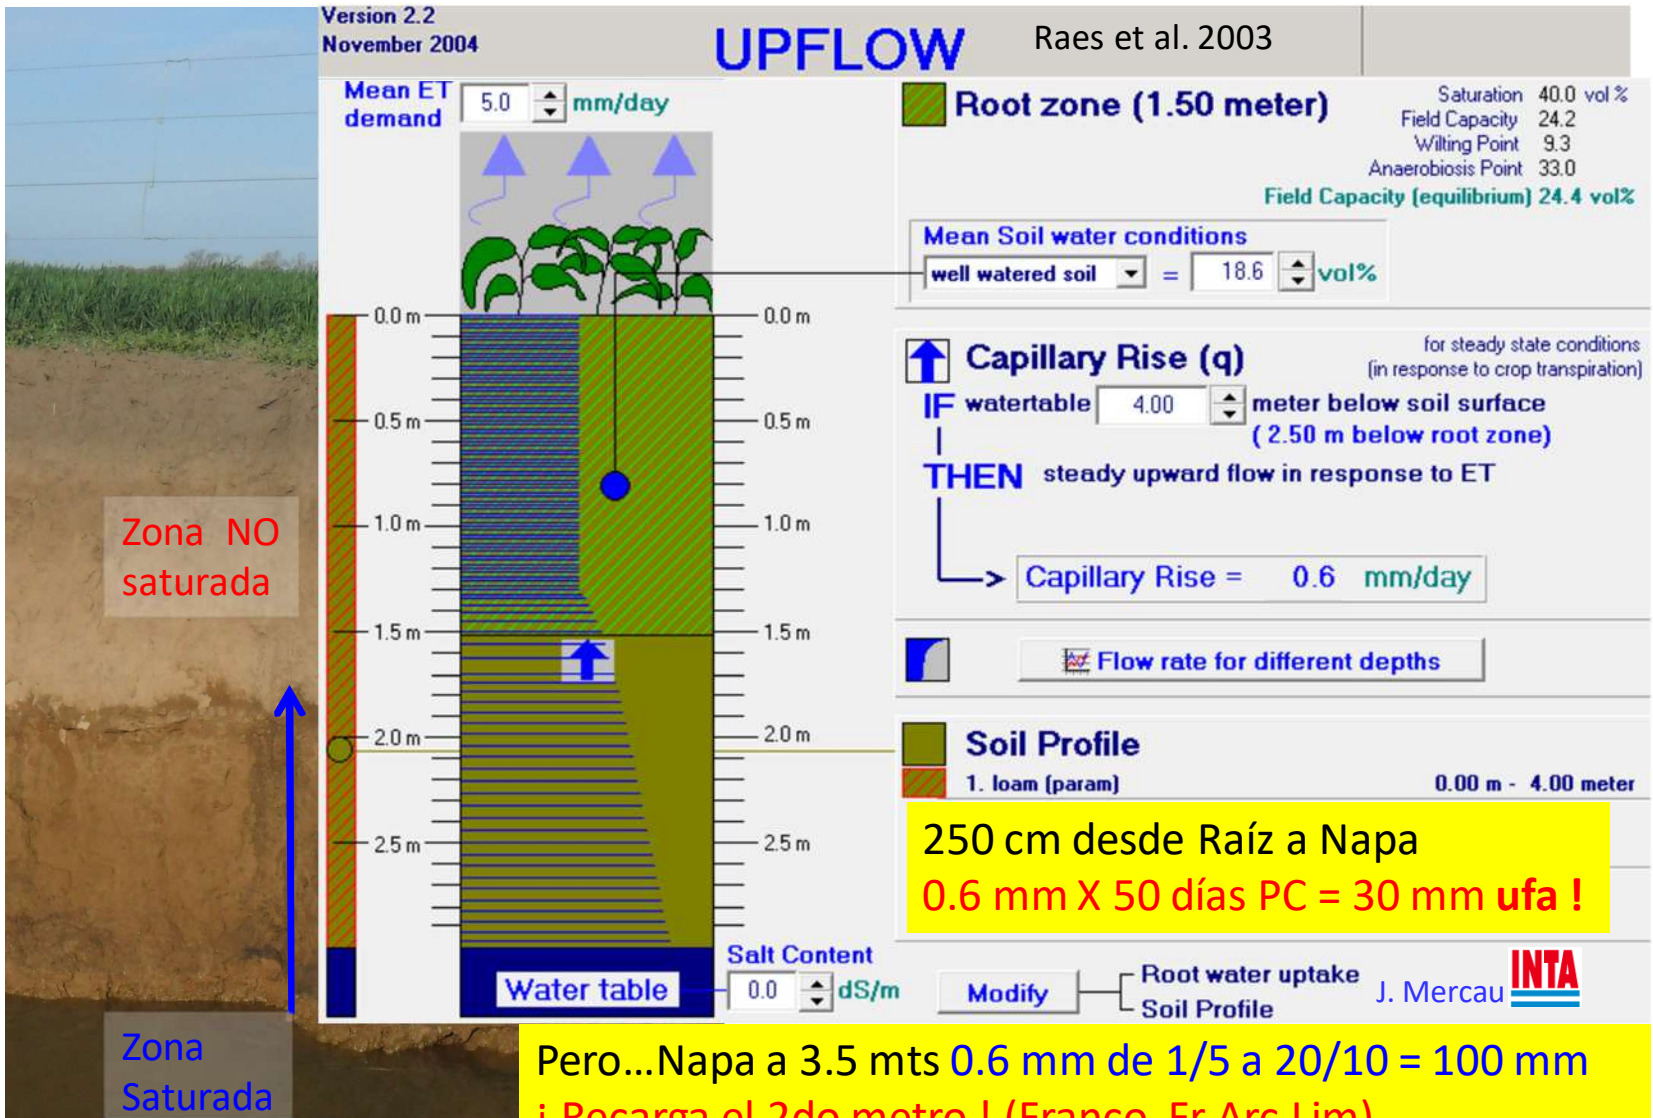 Version 2.2
November 2004
UPFLOW
Raes et al. 2003
Mean ET
demand
5.0
mm/day
Root zone (1.50 meter)
Saturation 40.0 vol %
Field Capacity 24.2
Wilting Point 9.3
Anaerobiosis Point 33.0
Field Capacity (equilibrium) 24.4 vol%
Mean Soil water conditions
well watered soil = 18.6 vol%
0.0 m 0.0 m
0.5 m 0.5 m
1.0 m 1.0 m
1.5 m 1.5 m
2.0 m 2.0 m
2.5 m 2.5 m
Capillary Rise (q)
for steady state conditions
(in response to crop transpiration)
IF watertable 4.00 meter below soil surface
( 2.50 m below root zone)
THEN steady upward flow in response to ET
Capillary Rise = 0.6 mm/day
Flow rate for different depths
Soil Profile
1. loam (param) 0.00 m - 4.00 meter
250 cm desde Raíz a Napa
0.6 mm X 50 días PC = 30 mm ufa !
Zona NO
saturada
Zona
Saturada
Water table
Salt Content
0.0 dS/m
Modify
Root water uptake
Soil Profile
J. Mercau
INTA
Pero...Napa a 3.5 mts 0.6 mm de 1/5 a 20/10 = 100 mm
¡ Recarga el 2do metro ! (Franco, Fr Arc Lim)